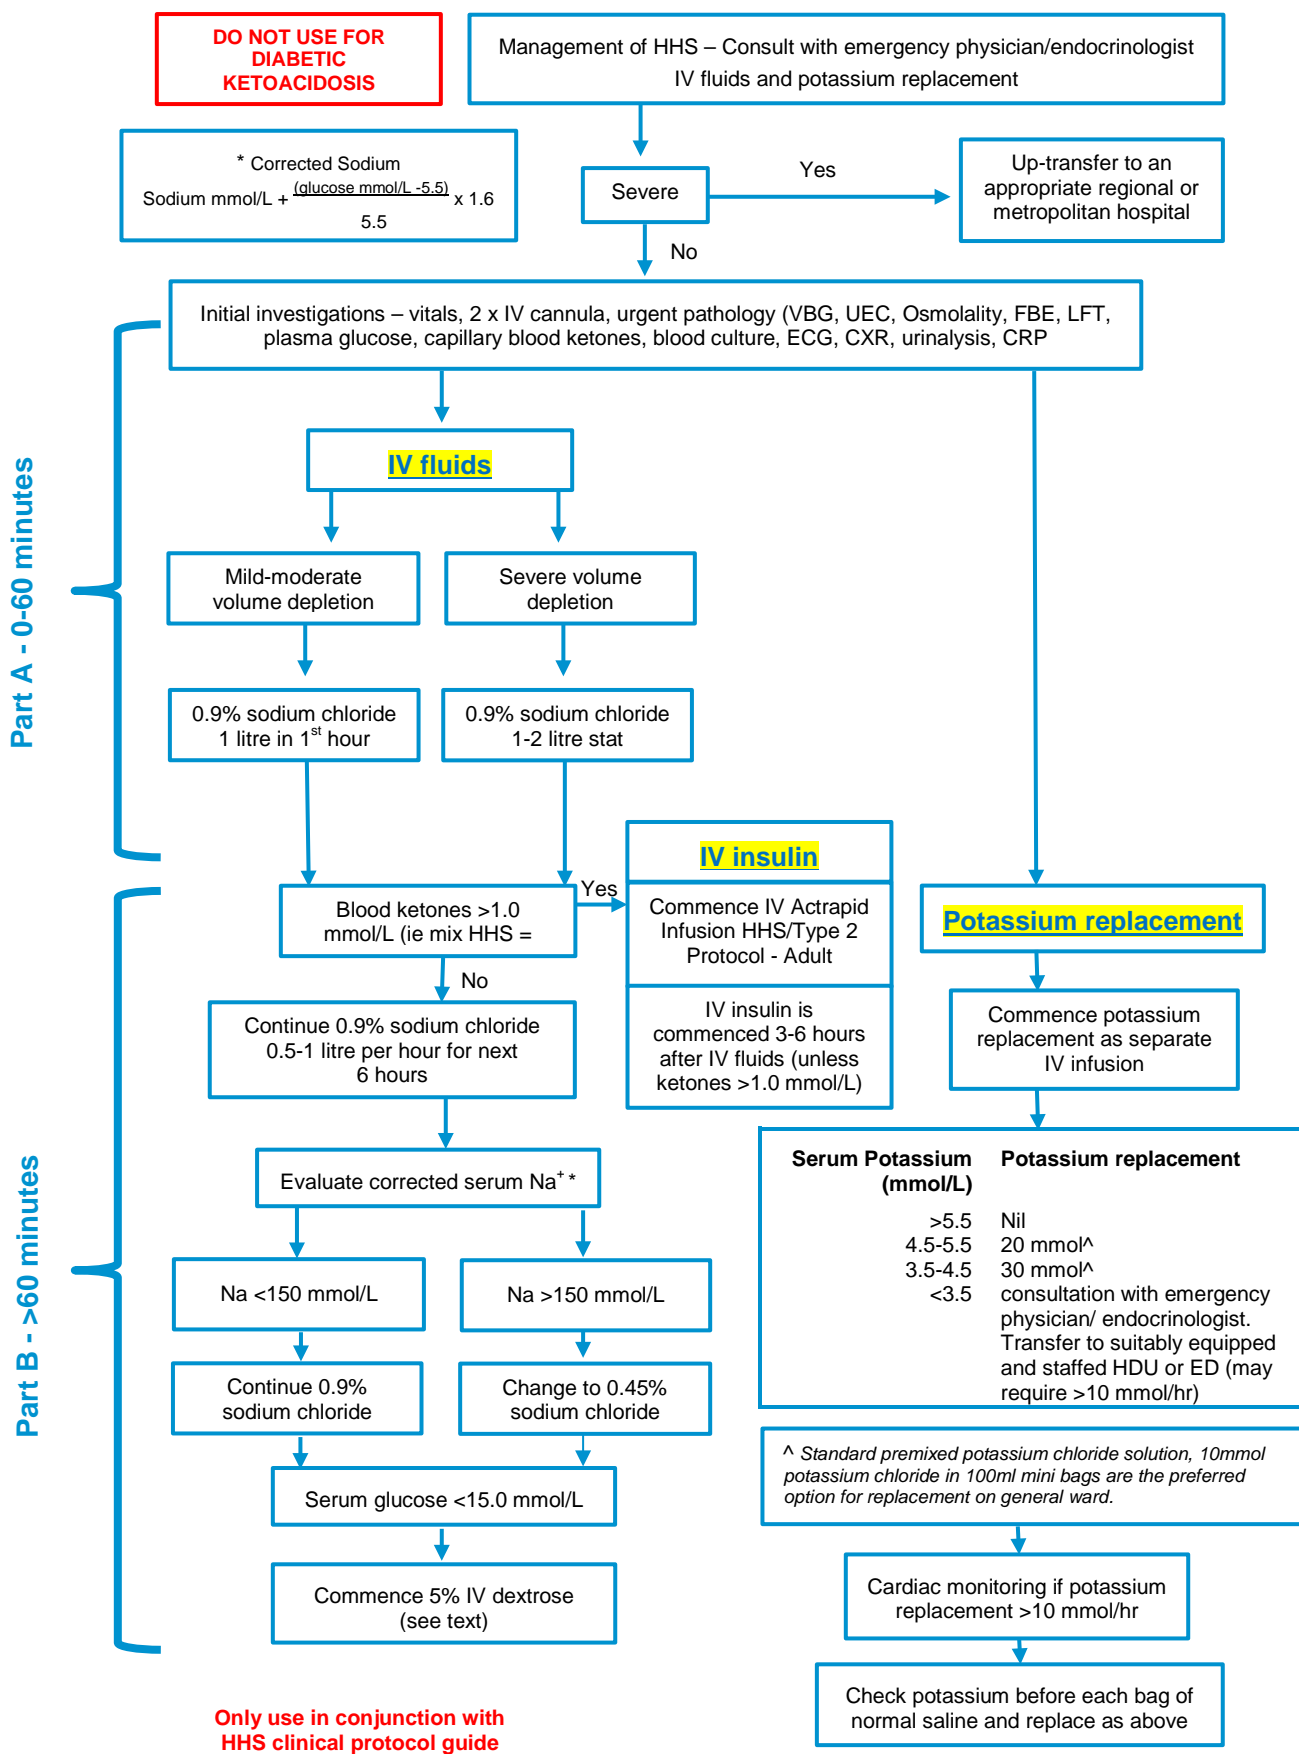 DO NOT USE FOR
DIABETIC
KETOACIDOSIS
Management of HHS – Consult with emergency physician/endocrinologist
IV fluids and potassium replacement
* Corrected Sodium
Sodium mmol/L + (glucose mmol/L -5.5) x 1.6
5.5
Severe
Yes
Up-transfer to an
appropriate regional or
metropolitan hospital
No
Initial investigations – vitals, 2 x IV cannula, urgent pathology (VBG, UEC, Osmolality, FBE, LFT,
plasma glucose, capillary blood ketones, blood culture, ECG, CXR, urinalysis, CRP
Part A - 0-60 minutes
IV fluids
Mild-moderate
volume depletion
Severe volume
depletion
0.9% sodium chloride
1 litre in 1st hour
0.9% sodium chloride
1-2 litre stat
Part B - >60 minutes
Blood ketones >1.0
mmol/L (ie mix HHS =
Yes
IV insulin
Commence IV Actrapid
Infusion HHS/Type 2
Protocol - Adult
IV insulin is
commenced 3-6 hours
after IV fluids (unless
ketones >1.0 mmol/L)
No
Continue 0.9% sodium chloride
0.5-1 litre per hour for next
6 hours
Evaluate corrected serum Na+ *
Na <150 mmol/L
Na >150 mmol/L
Continue 0.9%
sodium chloride
Change to 0.45%
sodium chloride
Serum glucose <15.0 mmol/L
Commence 5% IV dextrose
(see text)
Only use in conjunction with
HHS clinical protocol guide
Potassium replacement
Commence potassium
replacement as separate
IV infusion
Serum Potassium Potassium replacement
(mmol/L)
>5.5 Nil
4.5-5.5 20 mmol^
3.5-4.5 30 mmol^
<3.5 consultation with emergency
physician/ endocrinologist.
Transfer to suitably equipped
and staffed HDU or ED (may
require >10 mmol/hr)
^ Standard premixed potassium chloride solution, 10mmol
potassium chloride in 100ml mini bags are the preferred
option for replacement on general ward.
Cardiac monitoring if potassium
replacement >10 mmol/hr
Check potassium before each bag of
normal saline and replace as above